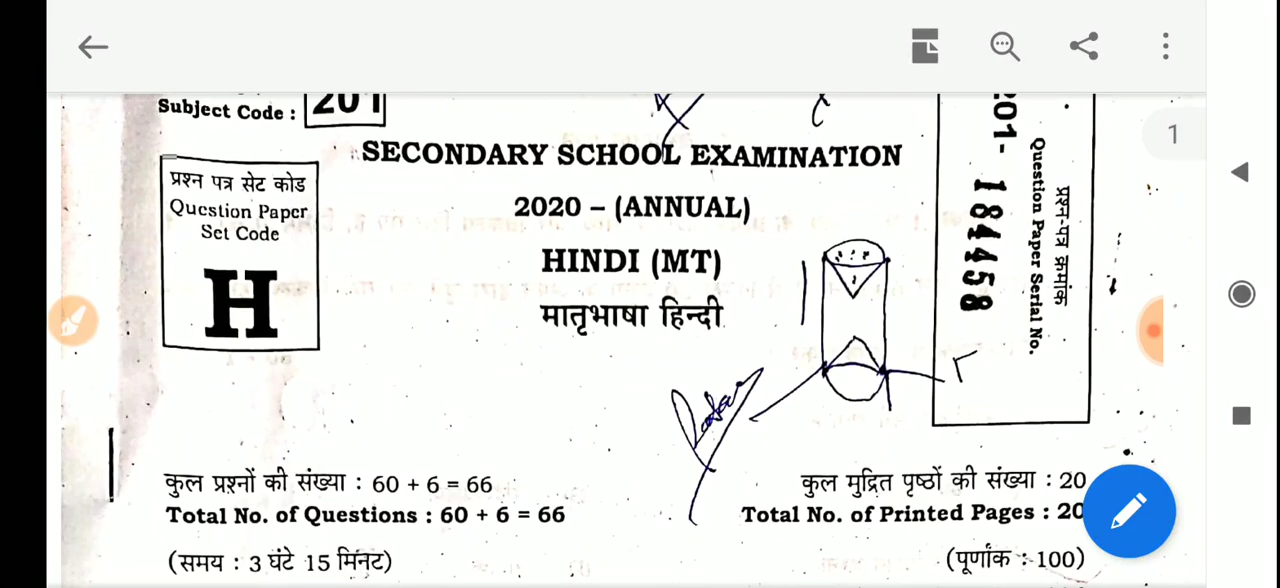 1
Subject Code : 201
प्रश्न पत्र सेट कोड
Question Paper
Set Code
H
SECONDARY SCHOOL EXAMINATION
2020 – (ANNUAL)
HINDI (MT)
मातृभाषा हिन्दी
प्रश्न-पत्र क्रमांक
Question Paper Serial No.
201- 184458
कुल प्रश्नों की संख्या : 60 + 6 = 66
Total No. of Questions : 60 + 6 = 66
(समय : 3 घंटे 15 मिनट)
कुल मुद्रित पृष्ठों की संख्या : 20
Total No. of Printed Pages : 20
(पूर्णांक : 100)